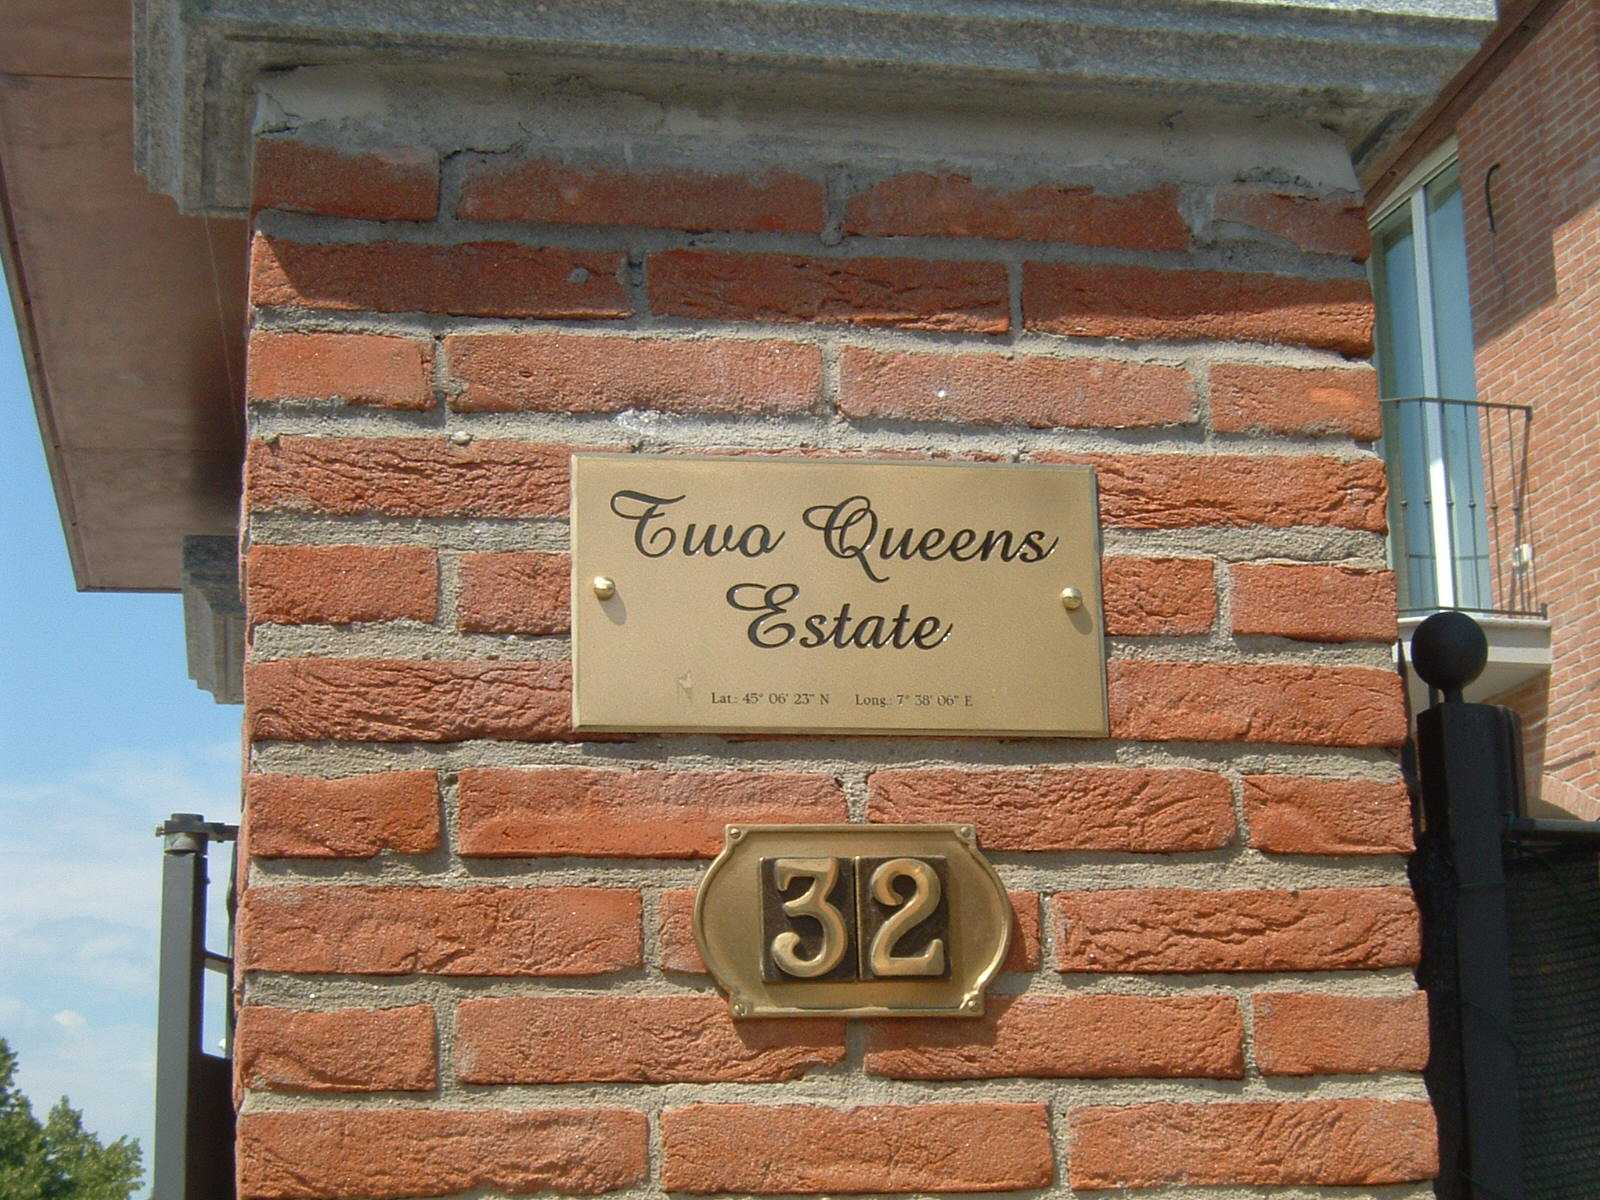 Two Queens
Estate
Lat.: 45° 06' 23" N Long.: 7° 38' 06" E
32